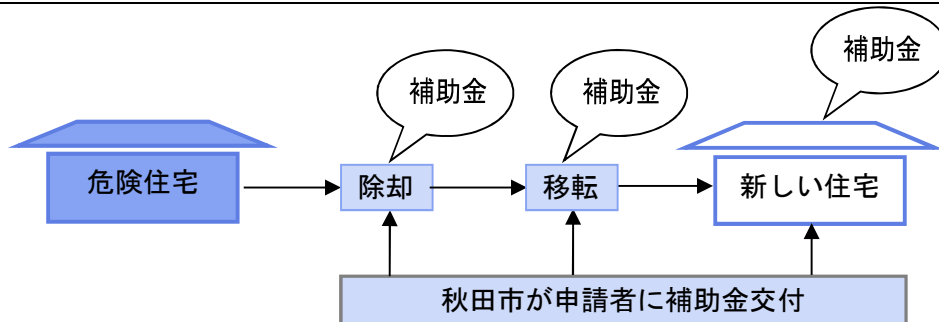 補助金
補助金
補助金
危険住宅
除却
移転
新しい住宅
秋田市が申請者に補助金交付